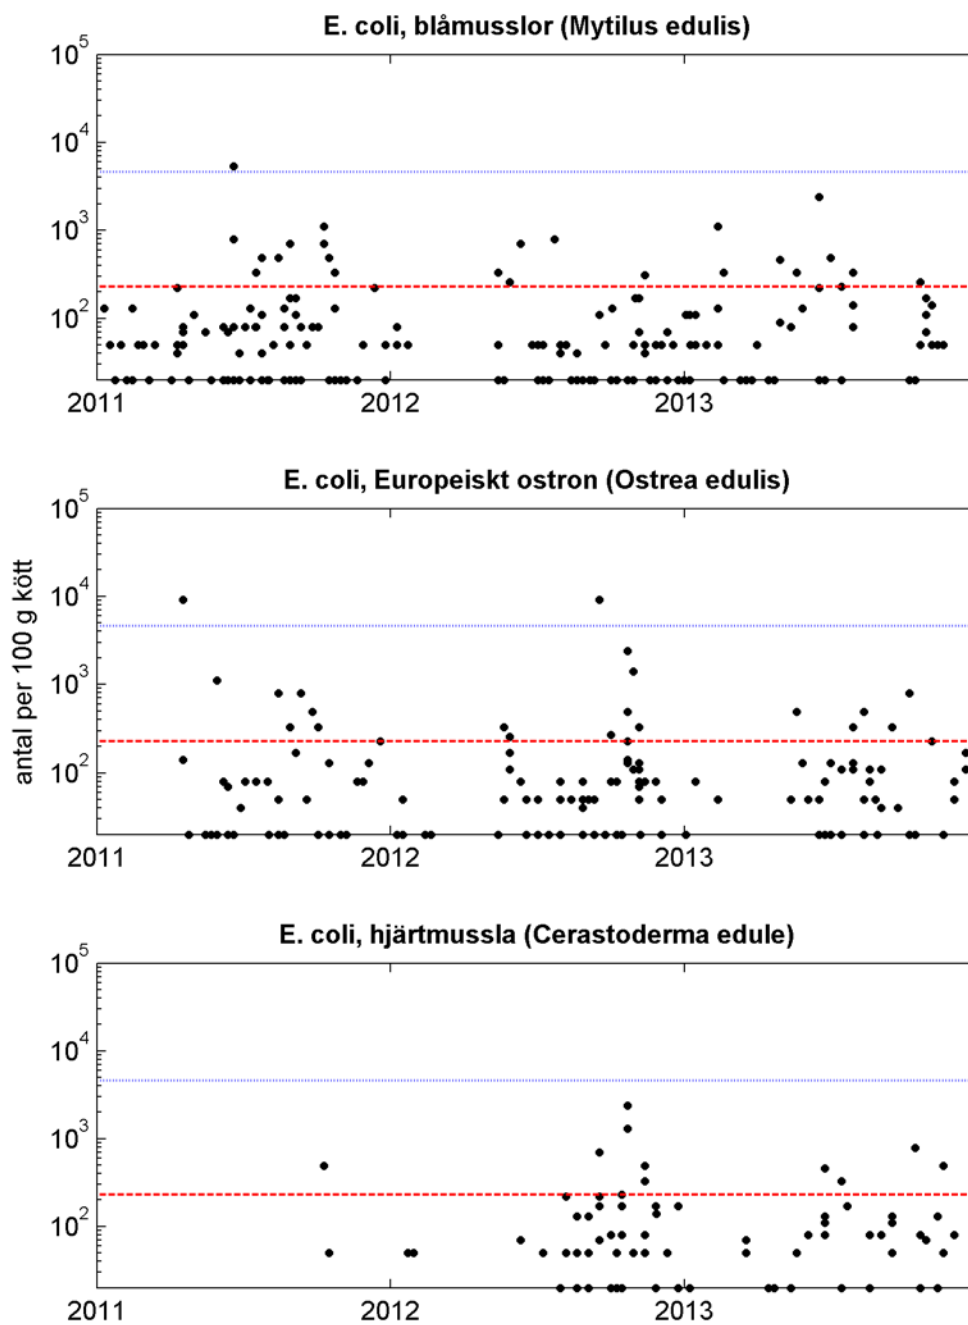 E. coli, blåmusslor (Mytilus edulis)
10^5
10^4
10^3
10^2
2011 2012 2013
E. coli, Europeiskt ostron (Ostrea edulis)
antal per 100 g kött
10^5
10^4
10^3
10^2
2011 2012 2013
E. coli, hjärtmussla (Cerastoderma edule)
10^5
10^4
10^3
10^2
2011 2012 2013